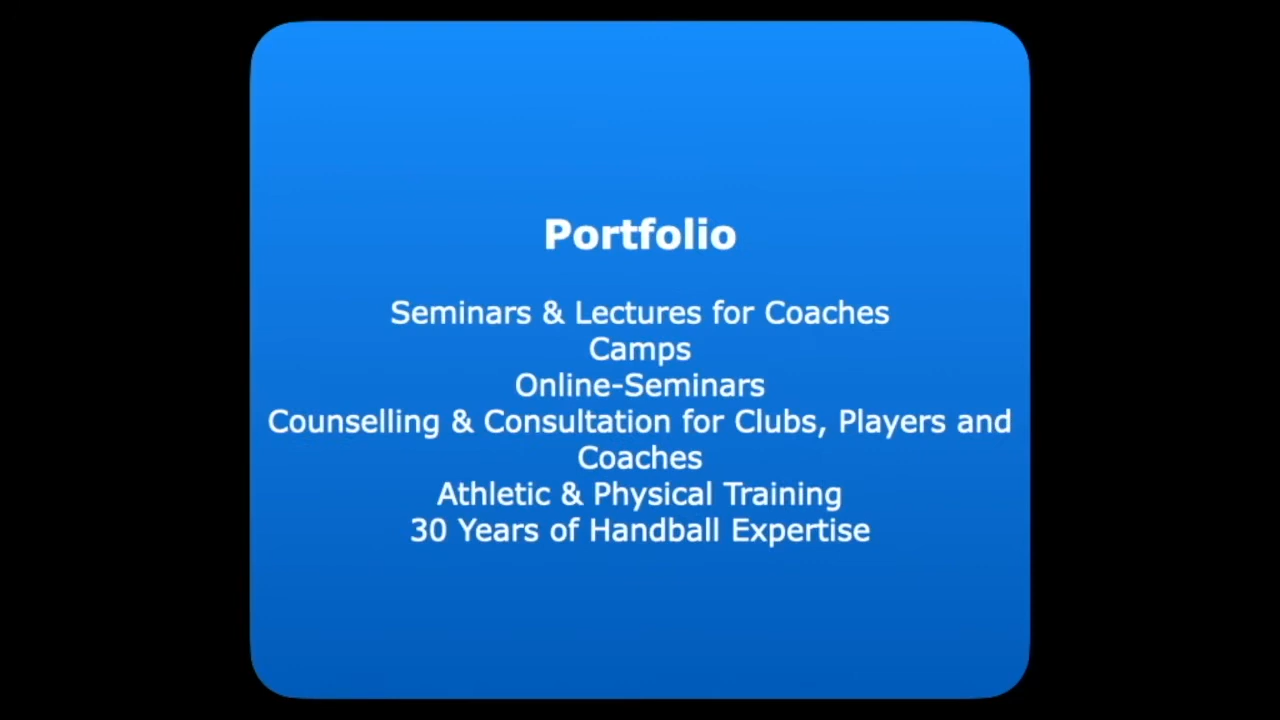 Portfolio
Seminars & Lectures for Coaches
Camps
Online-Seminars
Counselling & Consultation for Clubs, Players and
Coaches
Athletic & Physical Training
30 Years of Handball Expertise